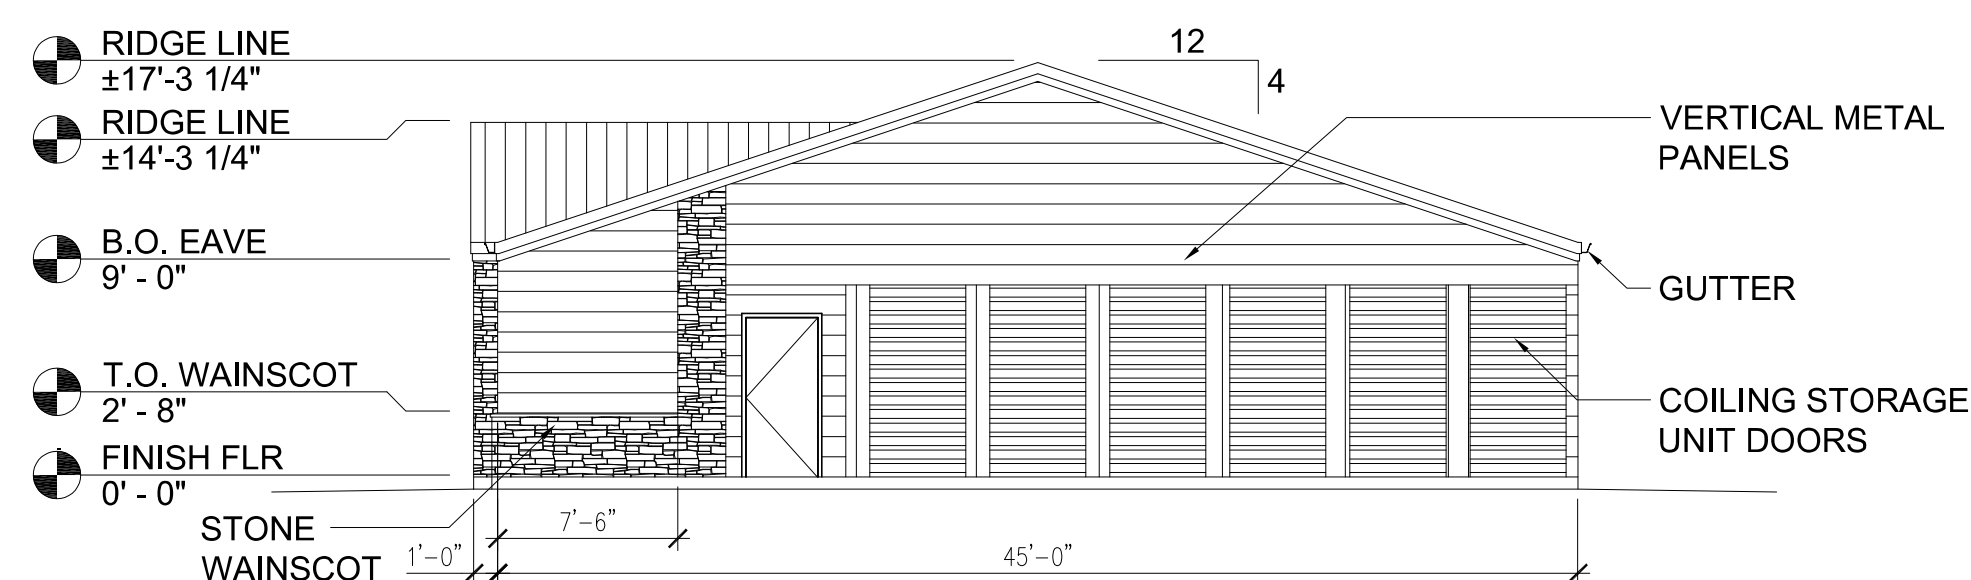 RIDGE LINE
±17'-3 1/4"
RIDGE LINE
±14'-3 1/4"
B.O. EAVE
9' - 0"
T.O. WAINSCOT
2' - 8"
FINISH FLR
0' - 0"
STONE
WAINSCOT
1'-0"
7'-6"
45'-0"
12
4
VERTICAL METAL
PANELS
GUTTER
COILING STORAGE
UNIT DOORS